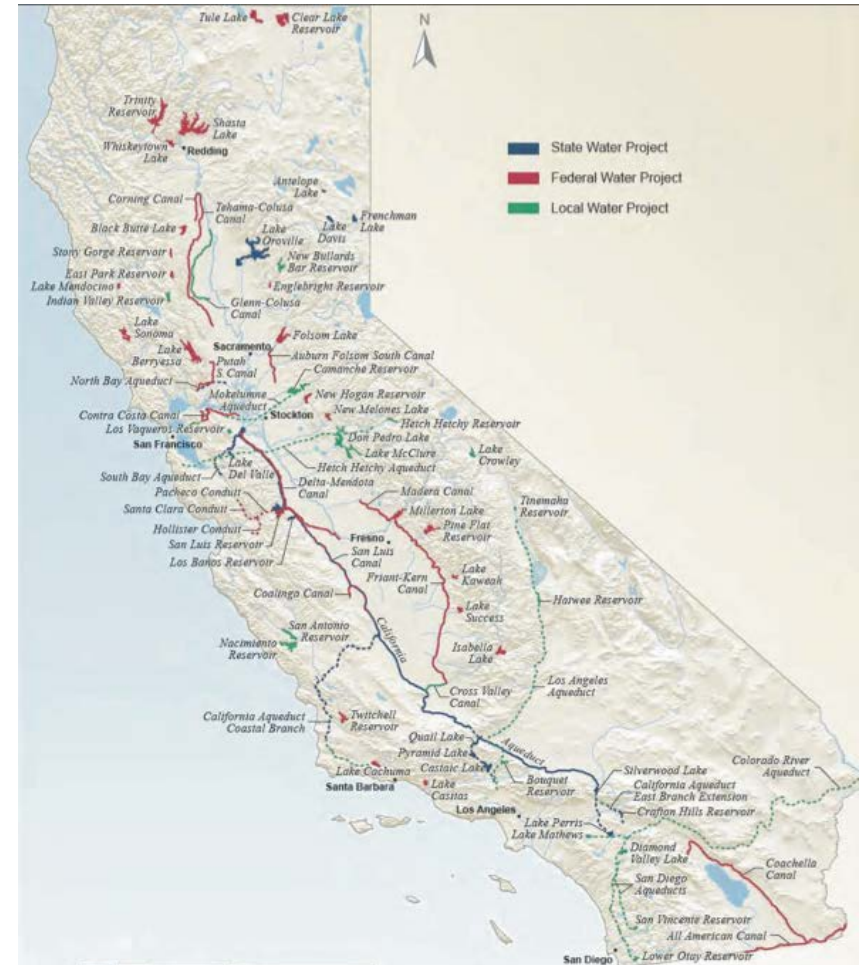 Tule Lake
Clear Lake
Reservoir
N
Trinity
Reservoir
Shasta
Lake
Whiskeytown
Lake
Redding
State Water Project
Federal Water Project
Local Water Project
Antelope
Lake
Corning Canal
Tehama-Colusa
Canal
Frenchman
Lake
Lake
Davis
Black Butte Lake
Lake
Oroville
Stony Gorge Reservoir
New Bullards
Bar Reservoir
East Park Reservoir
Lake Mendocino
Englebright Reservoir
Indian Valley Reservoir
Glenn-Colusa
Canal
Lake
Sonoma
Folsom Lake
Sacramento
Lake
Berryessa
Putah
S. Canal
Auburn Folsom South Canal
Camanche Reservoir
North Bay Aqueduct
Mokelumne
Aqueduct
New Hogan Reservoir
Contra Costa Canal
Stockton
New Melones Lake
Los Vaqueros Reservoir
Hetch Hetchy Reservoir
San Francisco
Don Pedro Lake
Lake McClure
Lake
Crowley
South Bay Aqueduct
Lake
Del Valle
Hetch Hetchy Aqueduct
Delta-Mendota
Canal
Pacheco Conduit
Madera Canal
Tinemaha
Reservoir
Santa Clara Conduit
Millerton Lake
Hollister Conduit
Pine Flat
Reservoir
San Luis Reservoir
Fresno
Los Baños Reservoir
San Luis
Canal
Lake
Kaweah
Friant-Kern
Canal
Haiwee Reservoir
Coalinga Canal
Lake
Success
San Antonio
Reservoir
Nacimiento
Reservoir
California
Isabella
Lake
Los Angeles
Aqueduct
Cross Valley
Canal
California Aqueduct
Coastal Branch
Twitchell
Reservoir
Quail Lake
Aqueduct
Pyramid Lake
Castaic Lake
Colorado River
Aqueduct
Lake Cachuma
Santa Barbara
Lake
Casitas
Bouquet
Reservoir
Silverwood Lake
California Aqueduct
East Branch Extension
Crafton Hills Reservoir
Los Angeles
Lake Perris
Lake Mathews
Diamond
Valley Lake
Coachella
Canal
San Diego
Aqueducts
San Vincente Reservoir
All American Canal
San Diego
Lower Otay Reservoir